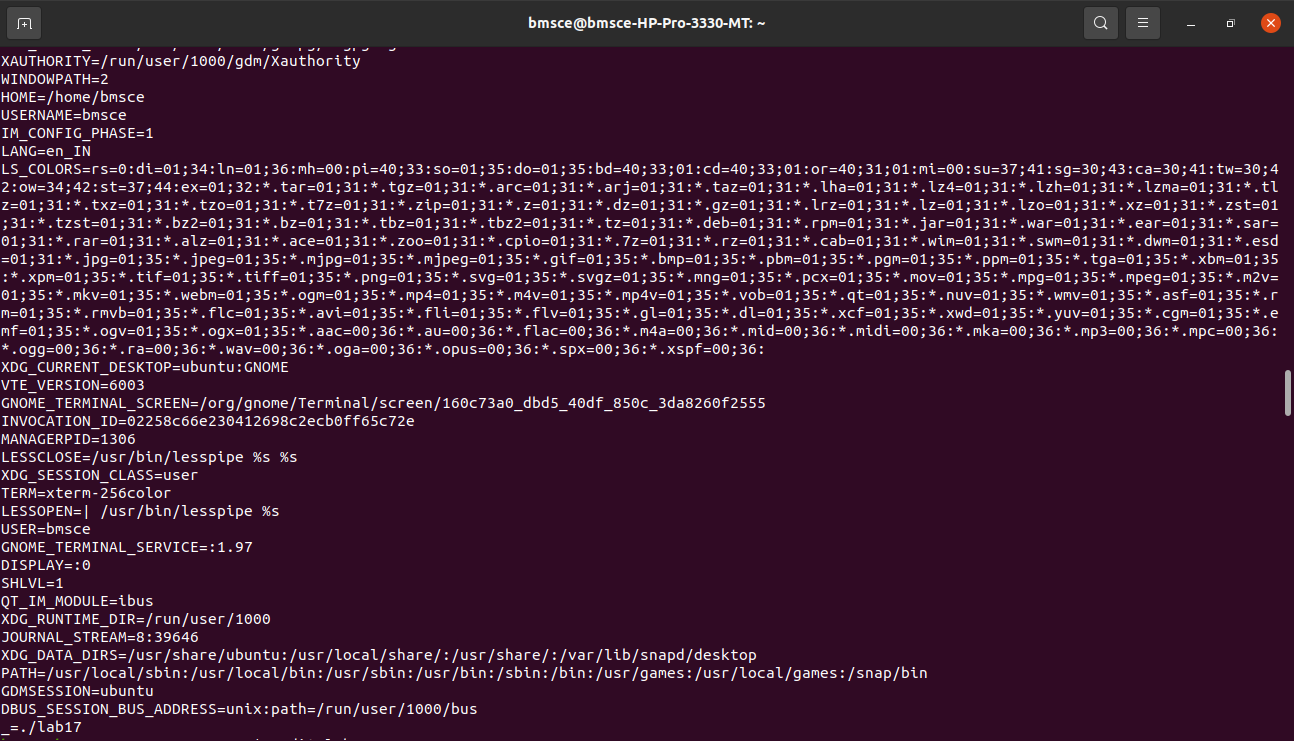 bmsce@bmsce-HP-Pro-3330-MT: ~
XAUTHORITY=/run/user/1000/gdm/Xauthority
WINDOWPATH=2
HOME=/home/bmsce
USERNAME=bmsce
IM_CONFIG_PHASE=1
LANG=en_IN
LS_COLORS=rs=0:di=01;34:ln=01;36:mh=00:pi=40;33:so=01;35:do=01;35:bd=40;33;01:cd=40;33;01:or=40;31;01:mi=00:su=37;41:sg=30;43:ca=30;41:tw=30;4
2:ow=34;42:st=37;44:ex=01;32:*.tar=01;31:*.tgz=01;31:*.arc=01;31:*.arj=01;31:*.taz=01;31:*.lha=01;31:*.lz4=01;31:*.lzh=01;31:*.lzma=01;31:*.tl
z=01;31:*.txz=01;31:*.tzo=01;31:*.t7z=01;31:*.zip=01;31:*.z=01;31:*.dz=01;31:*.gz=01;31:*.lrz=01;31:*.lz=01;31:*.lzo=01;31:*.xz=01;31:*.zst=01
;31:*.tzst=01;31:*.bz2=01;31:*.bz=01;31:*.tbz=01;31:*.tbz2=01;31:*.tz=01;31:*.deb=01;31:*.rpm=01;31:*.jar=01;31:*.war=01;31:*.ear=01;31:*.sar=
01;31:*.rar=01;31:*.alz=01;31:*.ace=01;31:*.zoo=01;31:*.cpio=01;31:*.7z=01;31:*.rz=01;31:*.cab=01;31:*.wim=01;31:*.swm=01;31:*.dwm=01;31:*.esd
=01;31:*.jpg=01;35:*.jpeg=01;35:*.mjpg=01;35:*.mjpeg=01;35:*.gif=01;35:*.bmp=01;35:*.pbm=01;35:*.pgm=01;35:*.ppm=01;35:*.tga=01;35:*.xbm=01;35
:*.xpm=01;35:*.tif=01;35:*.tiff=01;35:*.png=01;35:*.svg=01;35:*.svgz=01;35:*.mng=01;35:*.pcx=01;35:*.mov=01;35:*.mpg=01;35:*.mpeg=01;35:*.m2v=
01;35:*.mkv=01;35:*.webm=01;35:*.ogm=01;35:*.mp4=01;35:*.m4v=01;35:*.mp4v=01;35:*.vob=01;35:*.qt=01;35:*.nuv=01;35:*.wmv=01;35:*.asf=01;35:*.r
m=01;35:*.rmvb=01;35:*.flc=01;35:*.avi=01;35:*.fli=01;35:*.flv=01;35:*.gl=01;35:*.dl=01;35:*.xcf=01;35:*.xwd=01;35:*.yuv=01;35:*.cgm=01;35:*.e
mf=01;35:*.ogv=01;35:*.ogx=01;35:*.aac=00;36:*.au=00;36:*.flac=00;36:*.m4a=00;36:*.mid=00;36:*.midi=00;36:*.mka=00;36:*.mp3=00;36:*.mpc=00;36:
*.ogg=00;36:*.ra=00;36:*.wav=00;36:*.oga=00;36:*.opus=00;36:*.spx=00;36:*.xspf=00;36:
XDG_CURRENT_DESKTOP=ubuntu:GNOME
VTE_VERSION=6003
GNOME_TERMINAL_SCREEN=/org/gnome/Terminal/screen/160c73a0_dbd5_40df_850c_3da8260f2555
INVOCATION_ID=02258c66e230412698c2ecb0ff65c72e
MANAGERPID=1306
LESSCLOSE=/usr/bin/lesspipe %s %s
XDG_SESSION_CLASS=user
TERM=xterm-256color
LESSOPEN=| /usr/bin/lesspipe %s
USER=bmsce
GNOME_TERMINAL_SERVICE=:1.97
DISPLAY=:0
SHLVL=1
QT_IM_MODULE=ibus
XDG_RUNTIME_DIR=/run/user/1000
JOURNAL_STREAM=8:39646
XDG_DATA_DIRS=/usr/share/ubuntu:/usr/local/share/:/usr/share/:/var/lib/snapd/desktop
PATH=/usr/local/sbin:/usr/local/bin:/usr/sbin:/usr/bin:/sbin:/bin:/usr/games:/usr/local/games:/snap/bin
GDMSESSION=ubuntu
DBUS_SESSION_BUS_ADDRESS=unix:path=/run/user/1000/bus
_=./lab17